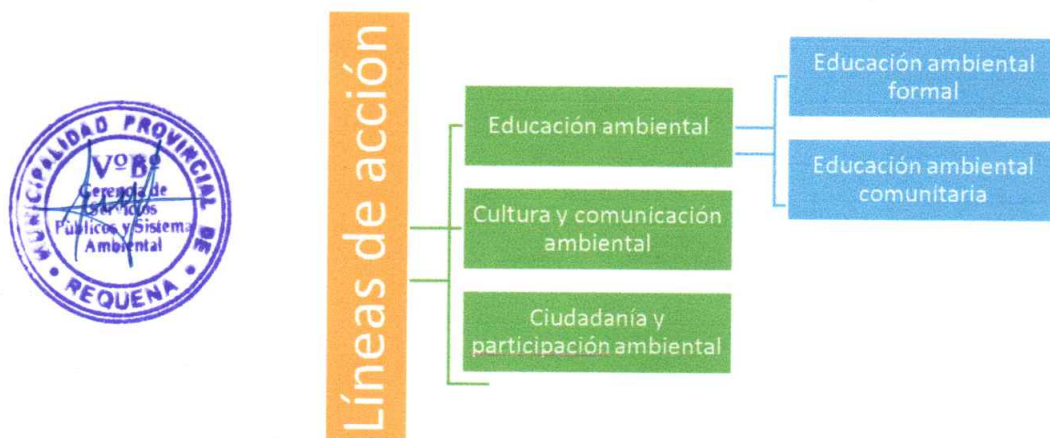 MUNICIPALIDAD PROVINCIAL DE
VºBº
Gerencia de
Servicios
Públicos y Sistema
Ambiental
• REQUENA •
Líneas de acción
Educación ambiental
Cultura y comunicación
ambiental
Ciudadanía y
participación ambiental
Educación ambiental
formal
Educación ambiental
comunitaria